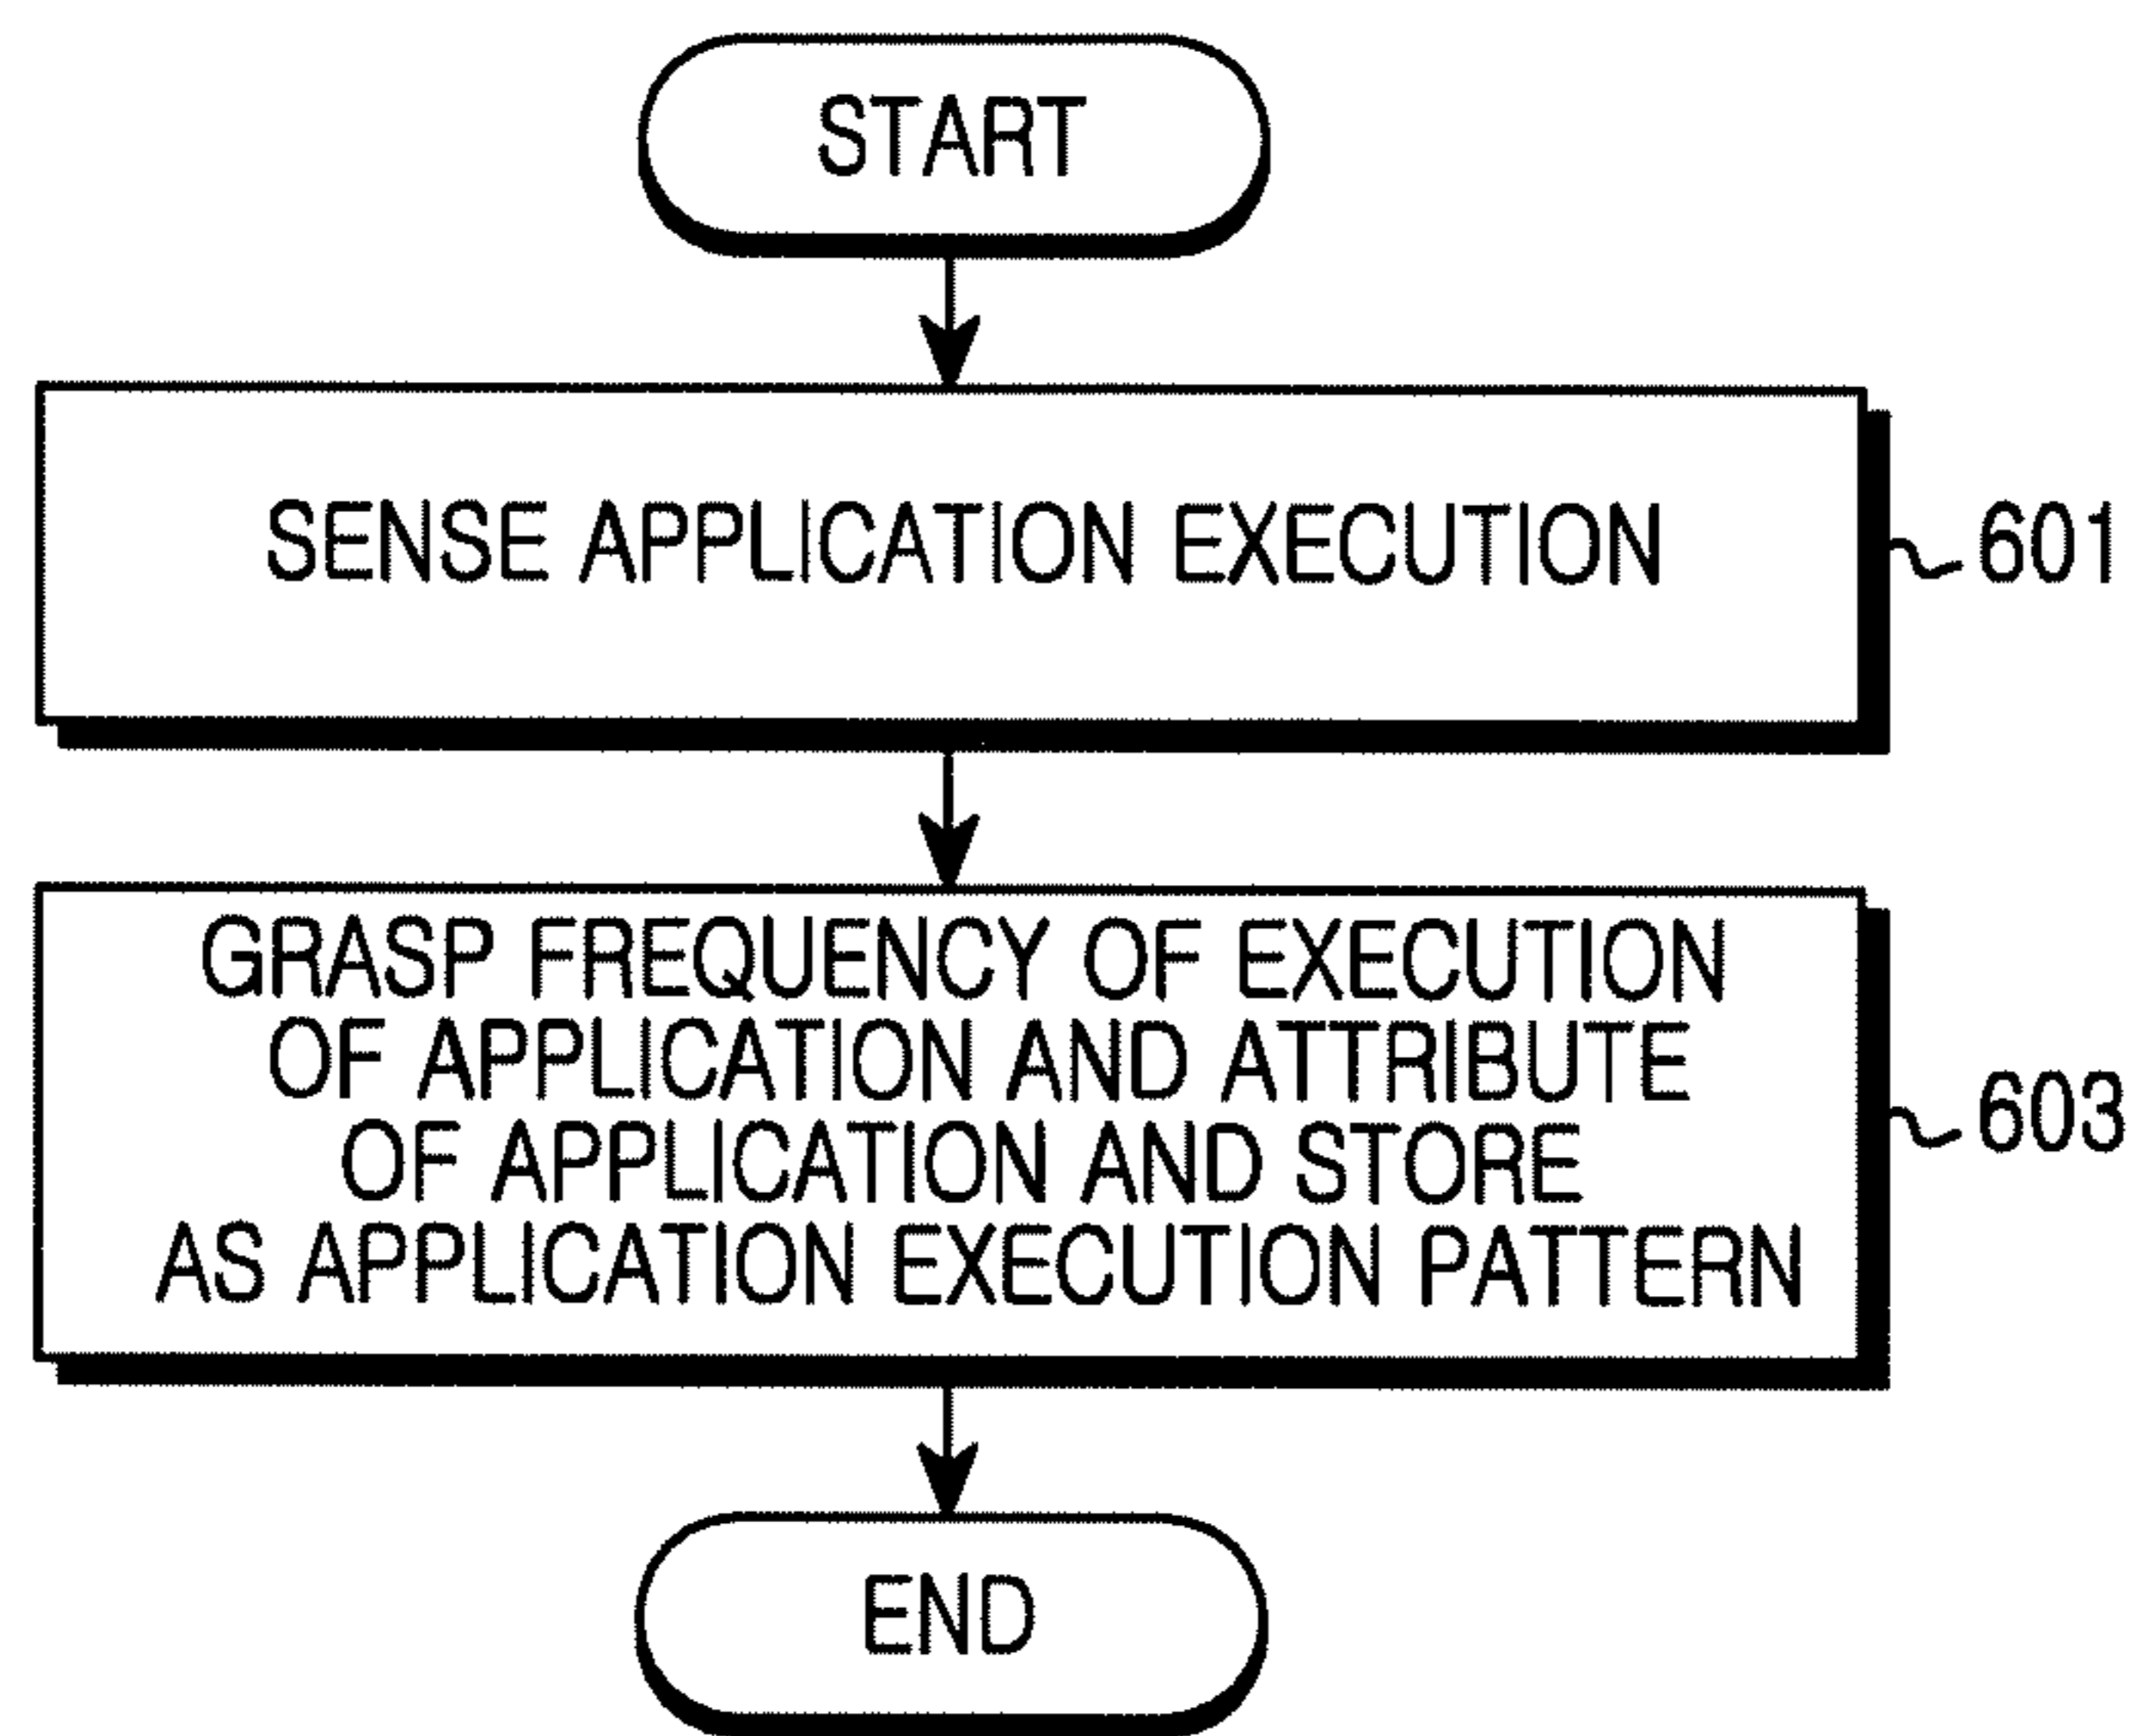 START
SENSE APPLICATION EXECUTION
601
GRASP FREQUENCY OF EXECUTION
OF APPLICATION AND ATTRIBUTE
OF APPLICATION AND STORE
AS APPLICATION EXECUTION PATTERN
603
END